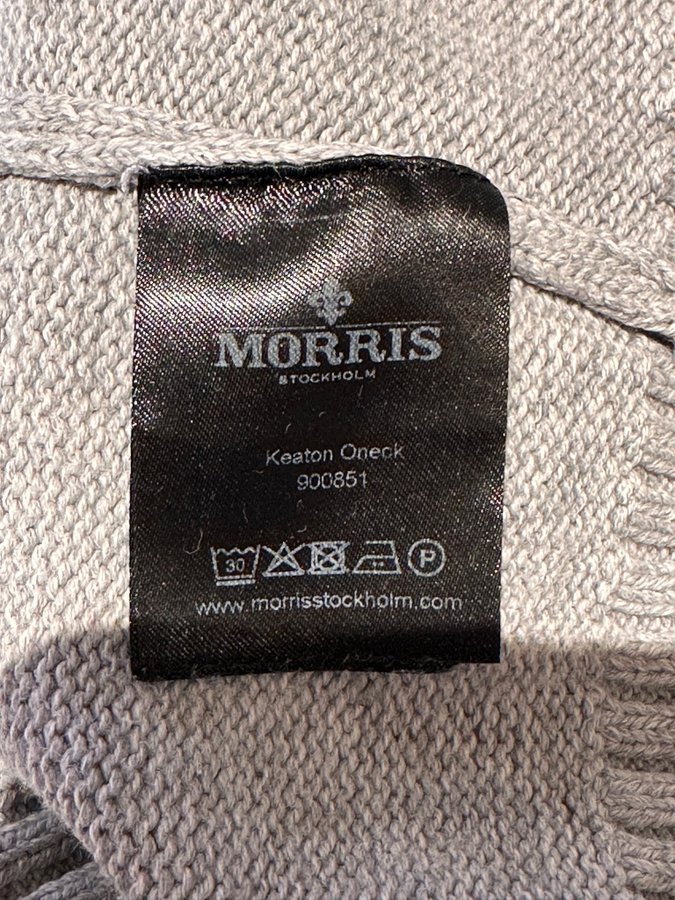 MORRIS
STOCKHOLM
Keaton Oneck
900851
30 P
www.morrisstockholm.com